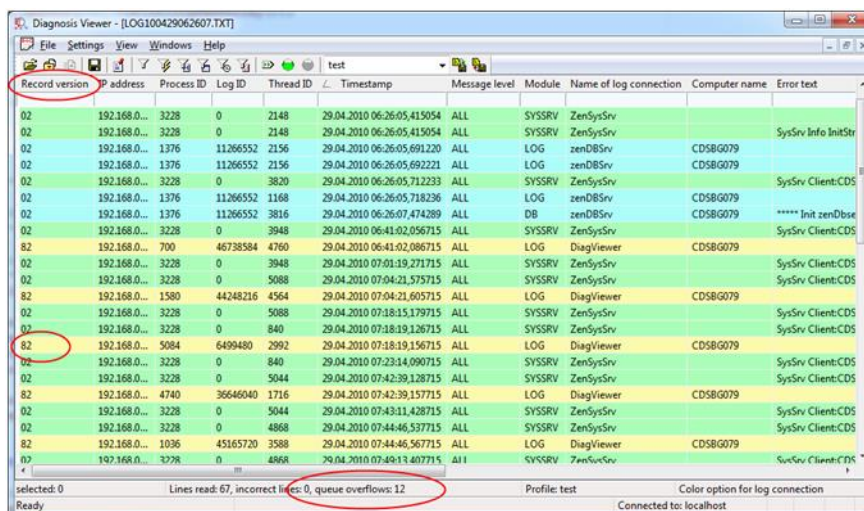 Diagnosis Viewer - [LOG100429062607.TXT]
File Settings View Windows Help
test
Record version IP address Process ID Log ID Thread ID Timestamp Message level Module Name of log connection Computer name Error text
02 192.168.0... 3228 0 2148 29.04.2010 06:26:05,415054 ALL SYSSRV ZenSysSrv
02 192.168.0... 3228 0 2148 29.04.2010 06:26:05,415054 ALL SYSSRV ZenSysSrv SysSrv Info InitStr
02 192.168.0... 1376 11266552 2156 29.04.2010 06:26:05,691220 ALL LOG zenDBSrv CDSBG079
02 192.168.0... 1376 11266552 2156 29.04.2010 06:26:05,692221 ALL LOG zenDBSrv CDSBG079
02 192.168.0... 3228 0 3820 29.04.2010 06:26:05,712233 ALL SYSSRV ZenSysSrv SysSrv Client:CDS
02 192.168.0... 1376 11266552 1168 29.04.2010 06:26:05,718236 ALL LOG zenDBSrv CDSBG079
02 192.168.0... 1376 11266552 3816 29.04.2010 06:26:07,474289 ALL DB zenDBSrv CDSBG079 ***** Init zenDbse
02 192.168.0... 3228 0 3948 29.04.2010 06:41:02,056715 ALL SYSSRV ZenSysSrv SysSrv Client:CDS
82 192.168.0... 700 46738584 4760 29.04.2010 06:41:02,086715 ALL LOG DiagViewer CDSBG079
02 192.168.0... 3228 0 3948 29.04.2010 07:01:19,271715 ALL SYSSRV ZenSysSrv SysSrv Client:CDS
02 192.168.0... 3228 0 5088 29.04.2010 07:04:21,575715 ALL SYSSRV ZenSysSrv SysSrv Client:CDS
82 192.168.0... 1580 44248216 4564 29.04.2010 07:04:21,605715 ALL LOG DiagViewer CDSBG079
02 192.168.0... 3228 0 5088 29.04.2010 07:18:15,179715 ALL SYSSRV ZenSysSrv SysSrv Client:CDS
02 192.168.0... 3228 0 840 29.04.2010 07:18:19,126715 ALL SYSSRV ZenSysSrv SysSrv Client:CDS
82 192.168.0... 5084 6499480 2992 29.04.2010 07:18:19,156715 ALL LOG DiagViewer CDSBG079
02 192.168.0... 3228 0 840 29.04.2010 07:23:14,090715 ALL SYSSRV ZenSysSrv SysSrv Client:CDS
02 192.168.0... 3228 0 5044 29.04.2010 07:42:39,128715 ALL SYSSRV ZenSysSrv SysSrv Client:CDS
82 192.168.0... 4740 36646040 1716 29.04.2010 07:42:39,157715 ALL LOG DiagViewer CDSBG079
02 192.168.0... 3228 0 5044 29.04.2010 07:43:11,428715 ALL SYSSRV ZenSysSrv SysSrv Client:CDS
02 192.168.0... 3228 0 4868 29.04.2010 07:44:46,537715 ALL SYSSRV ZenSysSrv SysSrv Client:CDS
82 192.168.0... 1036 45165720 3588 29.04.2010 07:44:46,567715 ALL LOG DiagViewer CDSBG079
02 192.168.0... 3228 0 4868 29.04.2010 07:49:13,407715 ALL SYSSRV ZenSysSrv SysSrv Client:CDS
selected: 0 Lines read: 67, incorrect lines: 0, queue overflows: 12 Profile: test Color option for log connection
Ready Connected to: localhost